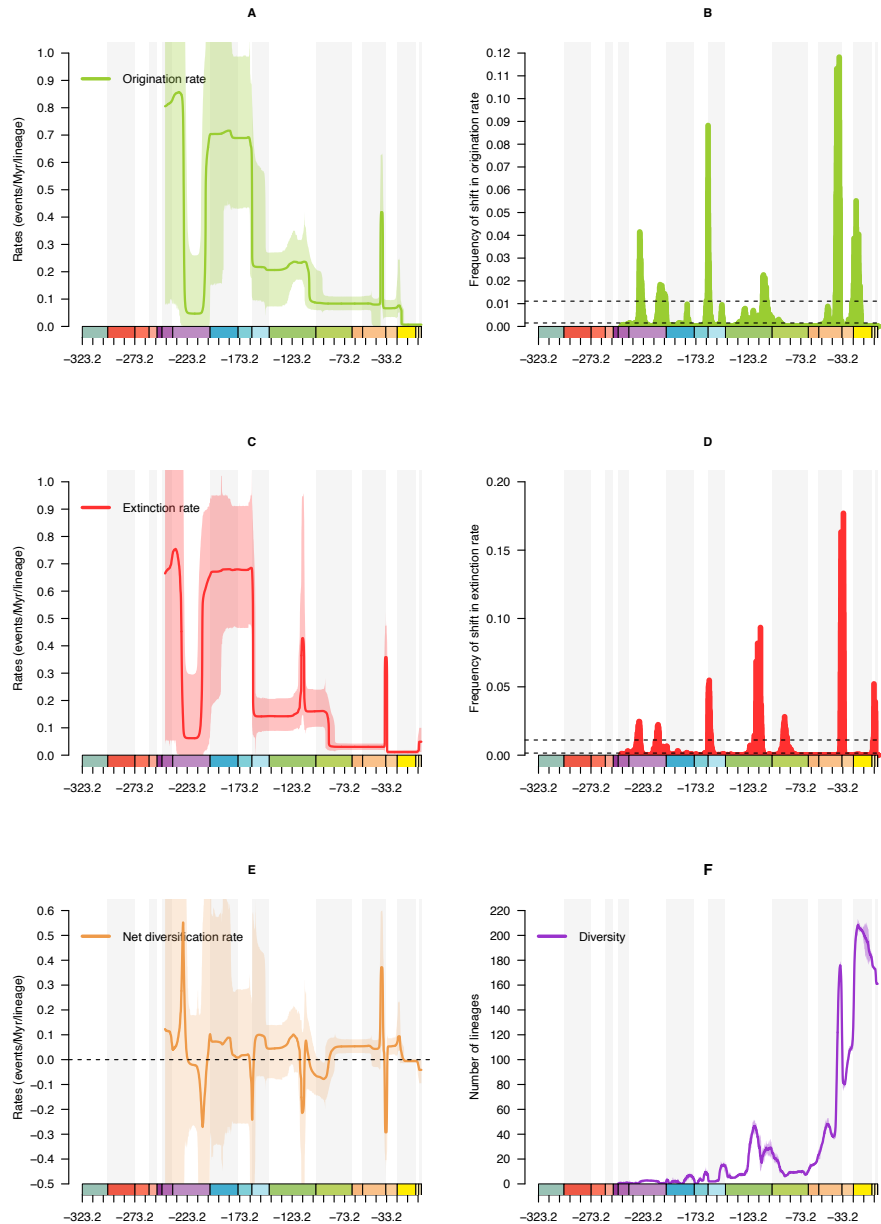 A
Rates (events/Myr/lineage)
1.0
0.9
0.8
0.7
0.6
0.5
0.4
0.3
0.2
0.1
0.0
Origination rate
−323.2 −273.2 −223.2 −173.2 −123.2 −73.2 −33.2
B
Frequency of shift in origination rate
0.12
0.11
0.10
0.09
0.08
0.07
0.06
0.05
0.04
0.03
0.02
0.01
0.00
−323.2 −273.2 −223.2 −173.2 −123.2 −73.2 −33.2
C
Rates (events/Myr/lineage)
1.0
0.9
0.8
0.7
0.6
0.5
0.4
0.3
0.2
0.1
0.0
Extinction rate
−323.2 −273.2 −223.2 −173.2 −123.2 −73.2 −33.2
D
Frequency of shift in extinction rate
0.20
0.15
0.10
0.05
0.00
−323.2 −273.2 −223.2 −173.2 −123.2 −73.2 −33.2
E
Rates (events/Myr/lineage)
0.6
0.5
0.4
0.3
0.2
0.1
0.0
−0.1
−0.2
−0.3
−0.4
−0.5
Net diversification rate
−323.2 −273.2 −223.2 −173.2 −123.2 −73.2 −33.2
F
Number of lineages
220
200
180
160
140
120
100
80
60
40
20
0
Diversity
−323.2 −273.2 −223.2 −173.2 −123.2 −73.2 −33.2